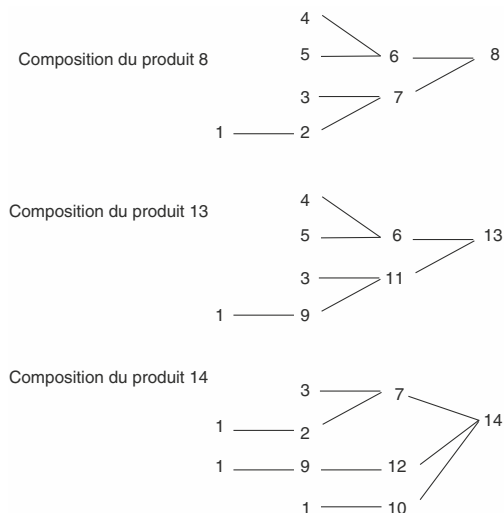 4
Composition du produit 8 5 6 8
3 7
1 2
4
Composition du produit 13
5 6 13
3 11
1 9
Composition du produit 14
3 7
1 2 14
1 9 12
1 10